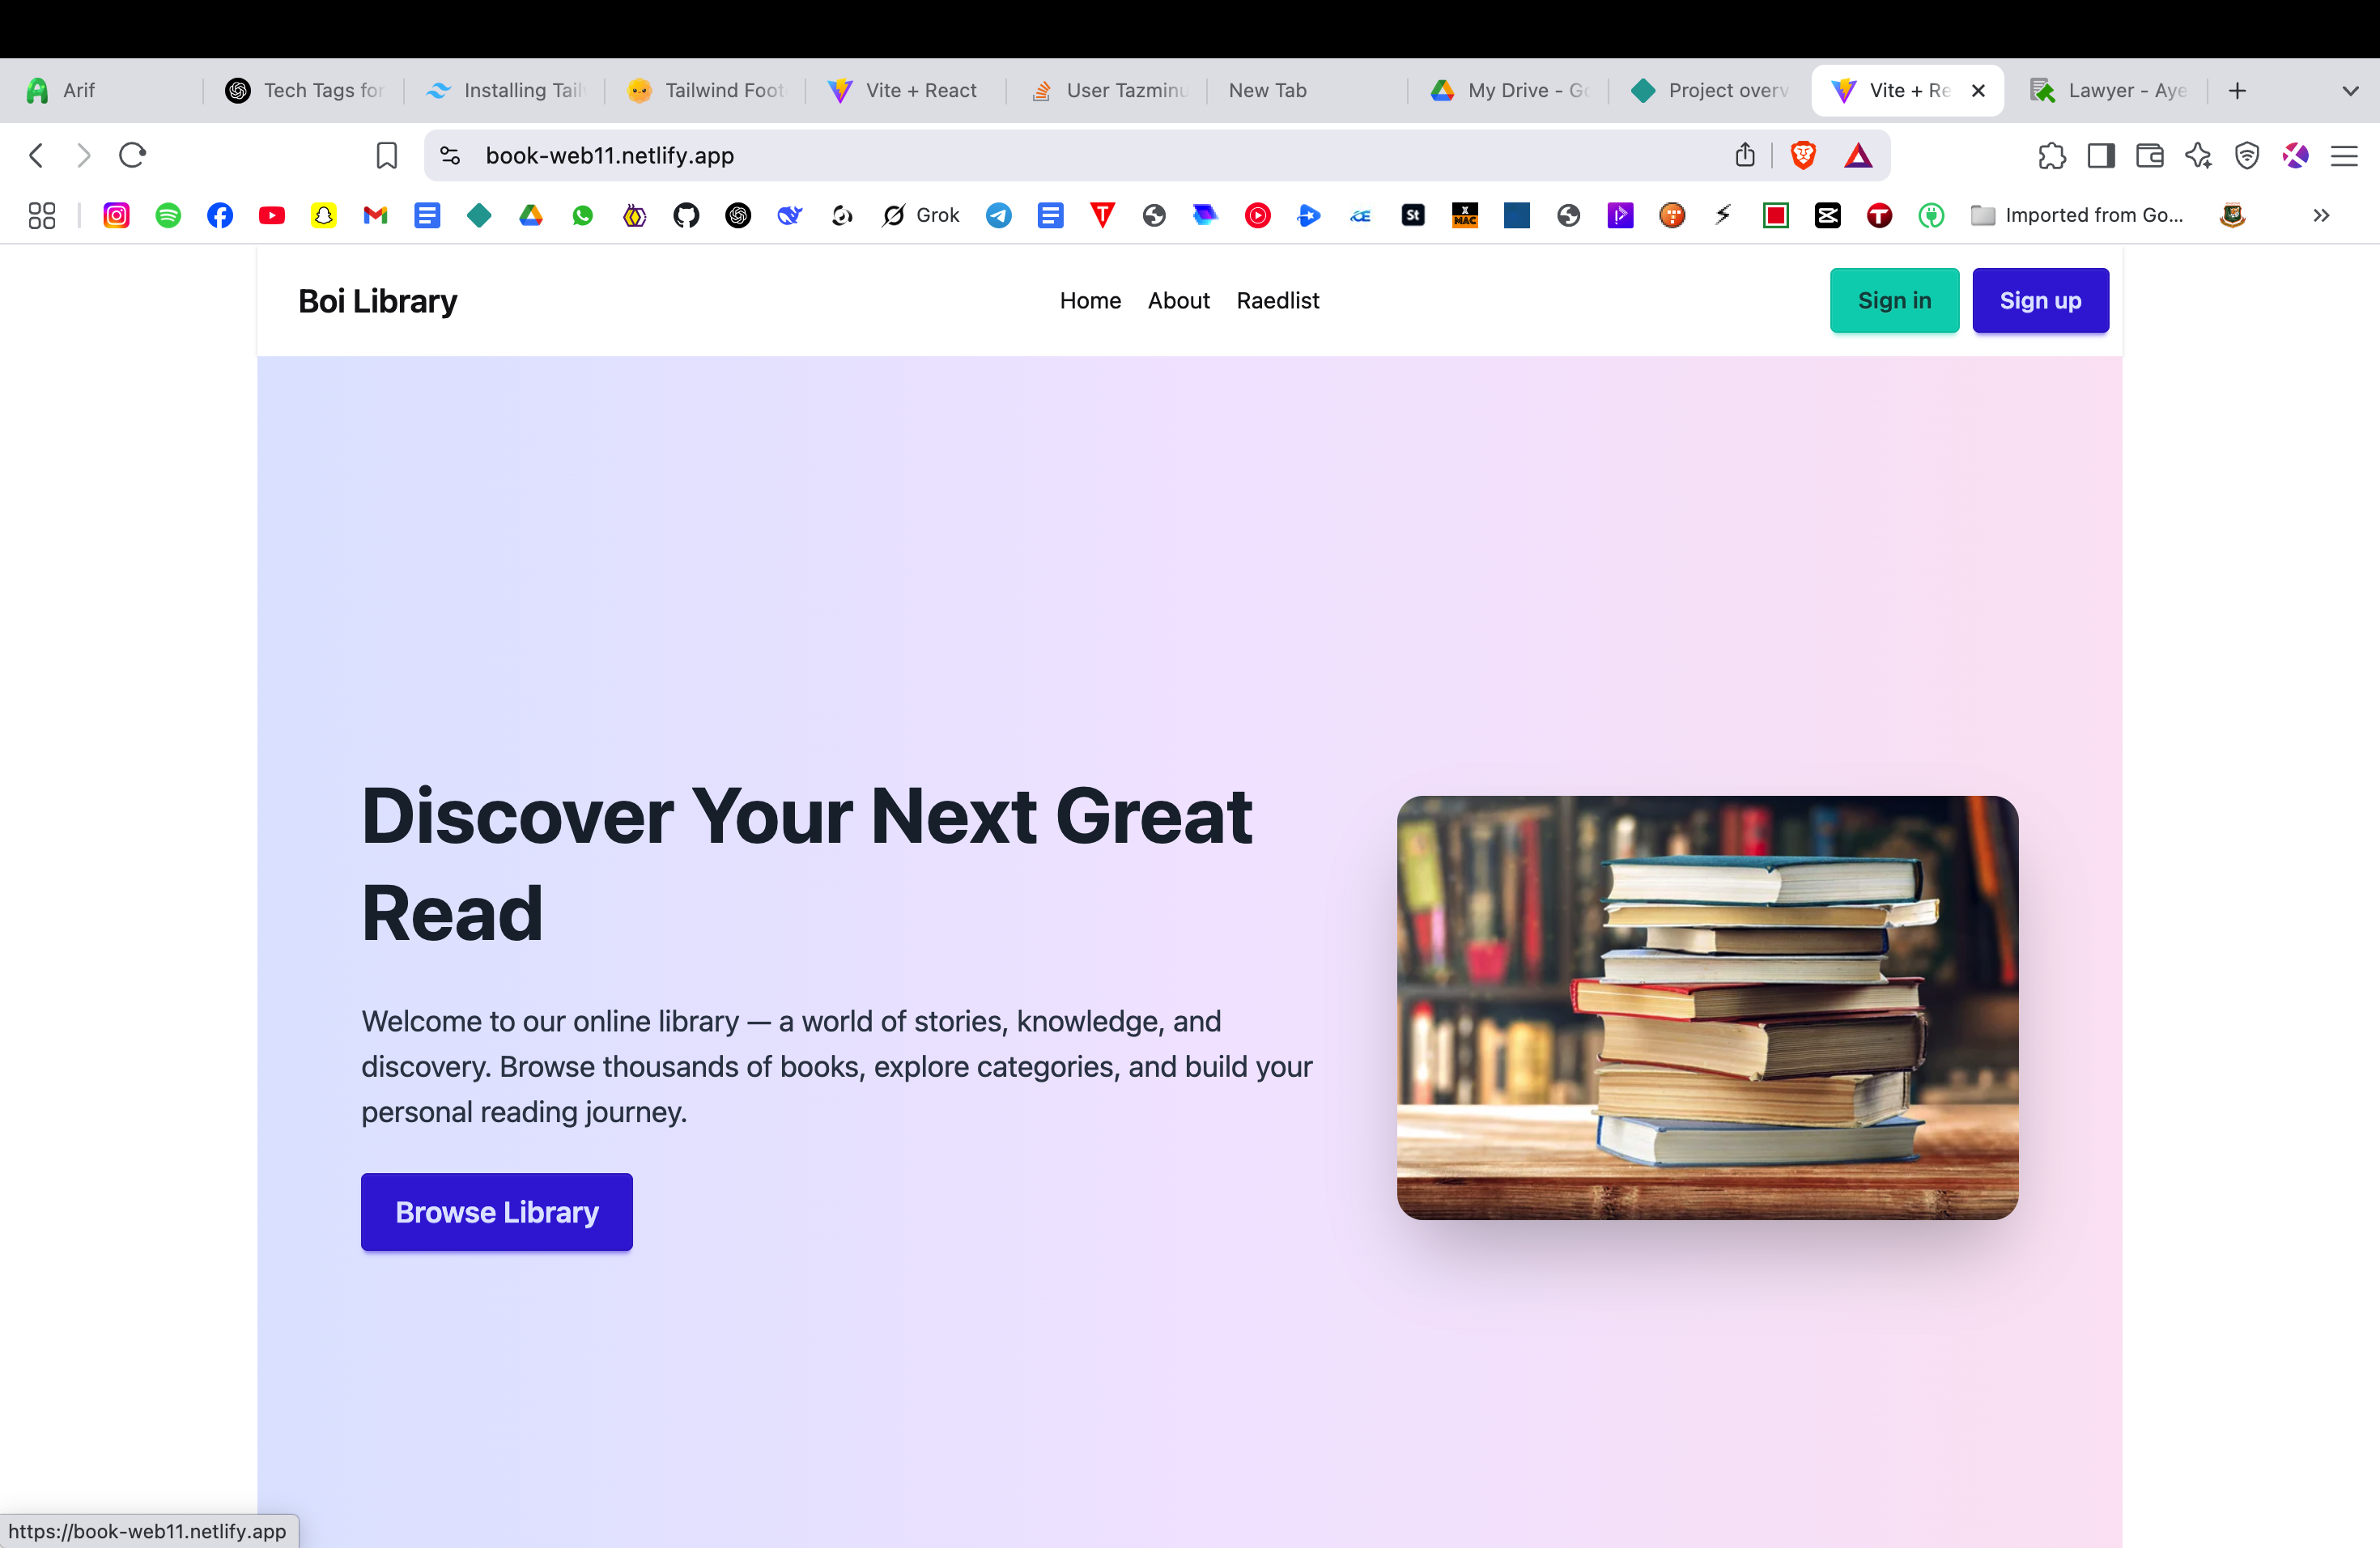 Arif
Tech Tags for
Installing Tail
Tailwind Foot
Vite + React
User Tazminu
New Tab
My Drive - Go
Project overv
Vite + Re
Lawyer - Aye
book-web11.netlify.app
Grok
St
X
MAC
Imported from Go...
Boi Library
Home About Raedlist
Sign in
Sign up
Discover Your Next Great
Read
Welcome to our online library — a world of stories, knowledge, and
discovery. Browse thousands of books, explore categories, and build your
personal reading journey.
Browse Library
https://book-web11.netlify.app